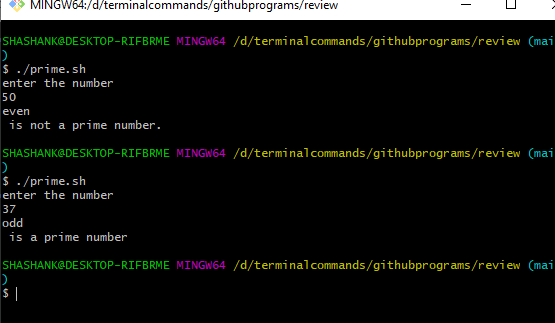 MINGW64:/d/terminalcommands/githubprograms/review
SHASHANK@DESKTOP-RIFBRME MINGW64 /d/terminalcommands/githubprograms/review (mai
)
$ ./prime.sh
enter the number
50
even
 is not a prime number.
SHASHANK@DESKTOP-RIFBRME MINGW64 /d/terminalcommands/githubprograms/review (mai
)
$ ./prime.sh
enter the number
37
odd
 is a prime number
SHASHANK@DESKTOP-RIFBRME MINGW64 /d/terminalcommands/githubprograms/review (mai
)
$